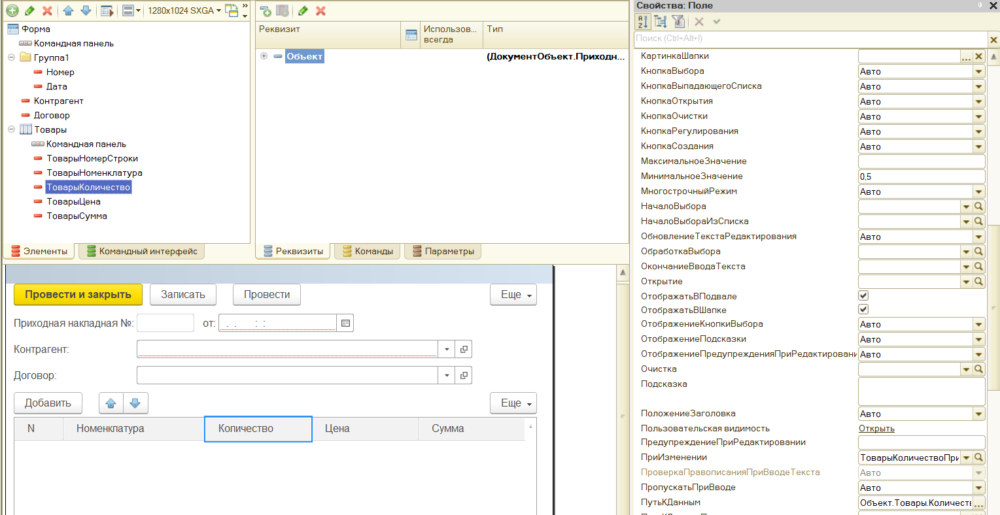 1280x1024 SXGA
Форма
Командная панель
Группа1
Номер
Дата
Контрагент
Договор
Товары
Командная панель
ТоварыНомерСтроки
ТоварыНоменклатура
ТоварыКоличество
ТоварыЦена
ТоварыСумма
Элементы
Командный интерфейс
Реквизит
Использов... всегда
Тип
Объект
(ДокументОбъект.Приходн...
Реквизиты
Команды
Параметры
Провести и закрыть
Записать
Провести
Еще
Приходная накладная №:
от:
. . : :
Контрагент:
Договор:
Добавить
Еще
N
Номенклатура
Количество
Цена
Сумма
Свойства: Поле
Поиск (Ctrl+Alt+I)
КартинкаШапки
...
КнопкаВыбора Авто
КнопкаВыпадающегоСписка Авто
КнопкаОткрытия Авто
КнопкаОчистки Авто
КнопкаРегулирования Авто
КнопкаСоздания Авто
МаксимальноеЗначение
МинимальноеЗначение 0,5
МногострочныйРежим Авто
НачалоВыбора
НачалоВыбораИзСписка
ОбновлениеТекстаРедактирования Авто
ОбработкаВыбора
ОкончаниеВводаТекста
Открытие
ОтображатьВПодвале
ОтображатьВШапке
ОтображениеКнопкиВыбора Авто
ОтображениеПодсказки Авто
ОтображениеПредупрежденияПриРедактировани Авто
Очистка
Подсказка
ПоложениеЗаголовка Авто
Пользовательская видимость Открыть
ПредупреждениеПриРедактировании
ПриИзменении ТоварыКоличествоПри
ПроверкаПравописанияПриВводеТекста Авто
ПропускатьПриВводе Авто
ПутьКДанным Объект.Товары.Количеств ...